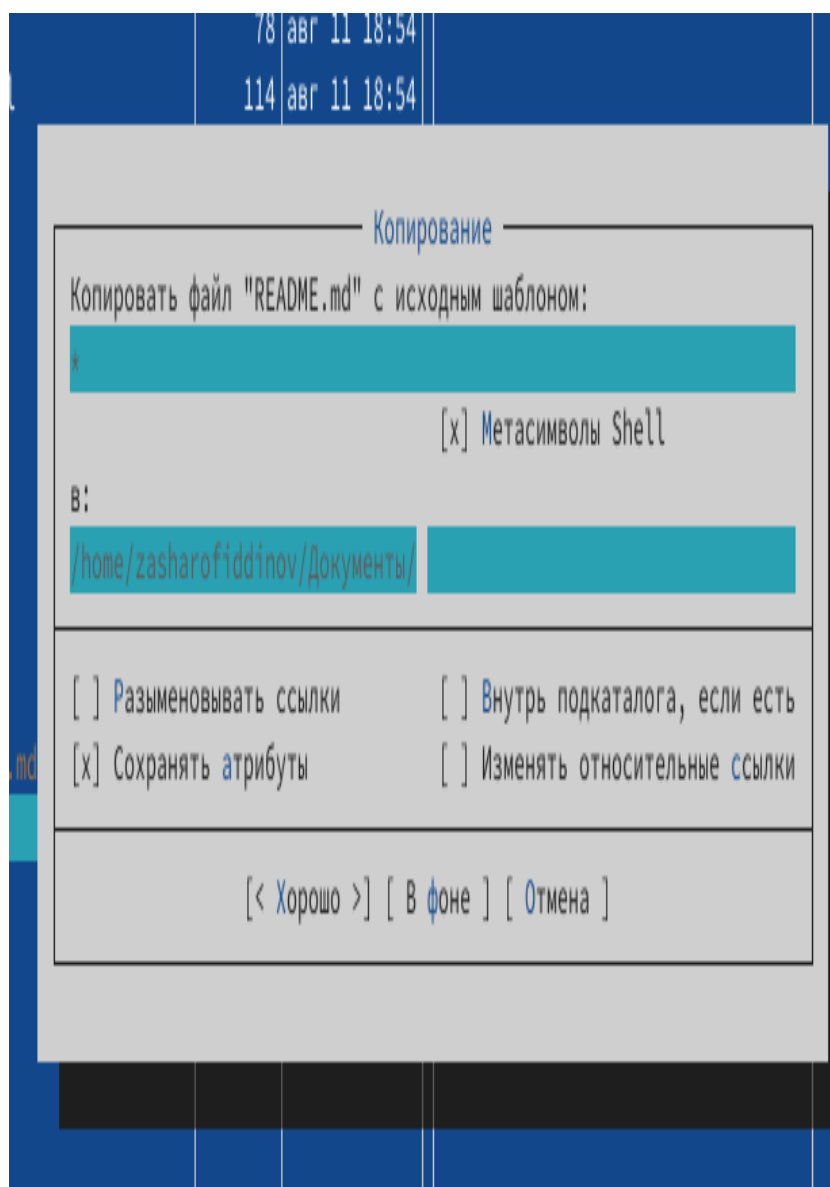 78 авг 11 18:54
l 114 авг 11 18:54
Копирование
Копировать файл "README.md" с исходным шаблоном:
*
[x] Метасимволы Shell
в:
/home/zasharofiddinov/Документы/
[ ] Разыменовывать ссылки [ ] Внутрь подкаталога, если есть
.md [x] Сохранять атрибуты [ ] Изменять относительные ссылки
[< Хорошо >] [ В фоне ] [ Отмена ]